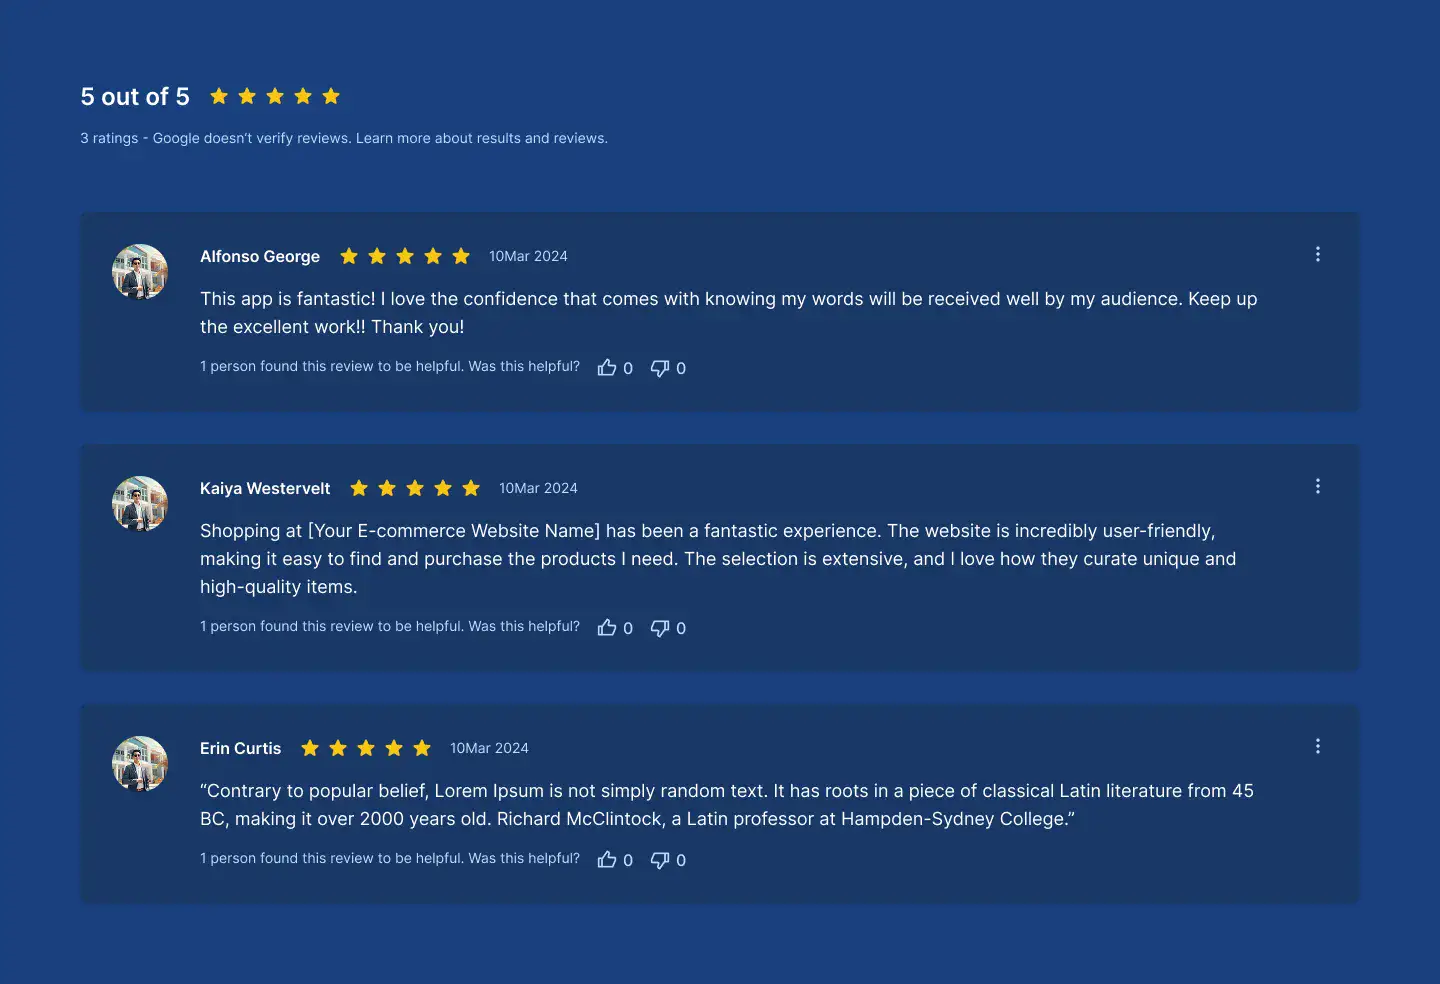 5 out of 5
3 ratings - Google doesn’t verify reviews. Learn more about results and reviews.
Alfonso George 10Mar 2024
This app is fantastic! I love the confidence that comes with knowing my words will be received well by my audience. Keep up
the excellent work!! Thank you!
1 person found this review to be helpful. Was this helpful? 0 0
Kaiya Westervelt 10Mar 2024
Shopping at [Your E-commerce Website Name] has been a fantastic experience. The website is incredibly user-friendly,
making it easy to find and purchase the products I need. The selection is extensive, and I love how they curate unique and
high-quality items.
1 person found this review to be helpful. Was this helpful? 0 0
Erin Curtis 10Mar 2024
“Contrary to popular belief, Lorem Ipsum is not simply random text. It has roots in a piece of classical Latin literature from 45
BC, making it over 2000 years old. Richard McClintock, a Latin professor at Hampden-Sydney College.”
1 person found this review to be helpful. Was this helpful? 0 0